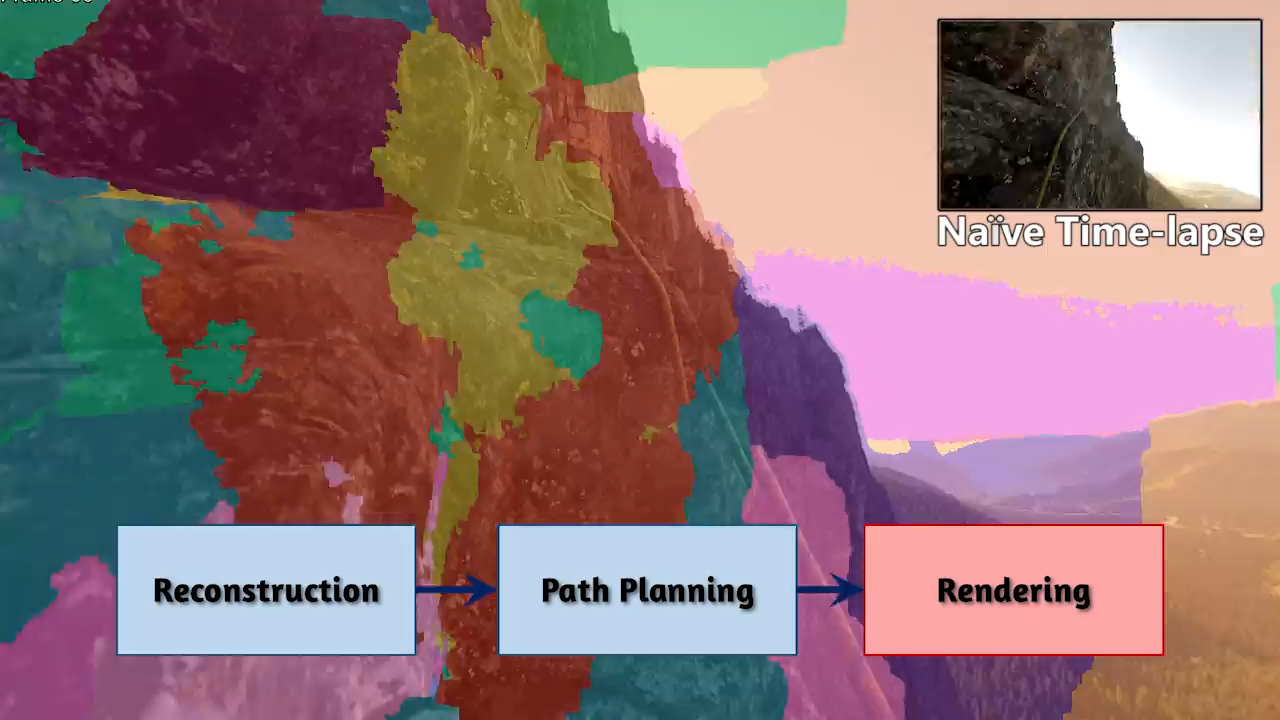 Naïve Time-lapse
Reconstruction
Path Planning
Rendering